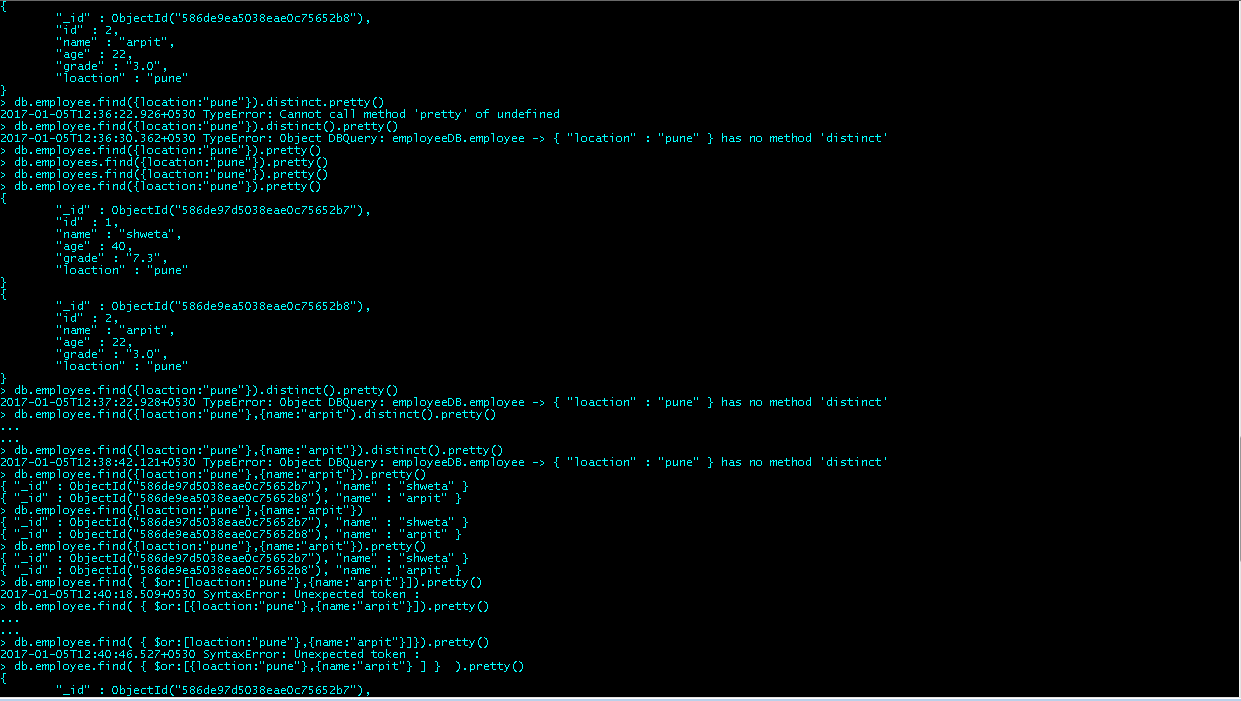 {
        "_id" : ObjectId("586de9ea5038eae0c75652b8"),
        "id" : 2,
        "name" : "arpit",
        "age" : 22,
        "grade" : "3.0",
        "loaction" : "pune"
}
> db.employee.find({location:"pune"}).distinct.pretty()
2017-01-05T12:36:22.926+0530 TypeError: Cannot call method 'pretty' of undefined
> db.employee.find({location:"pune"}).distinct().pretty()
2017-01-05T12:36:30.362+0530 TypeError: Object DBQuery: employeeDB.employee -> { "location" : "pune" } has no method 'distinct'
> db.employee.find({location:"pune"}).pretty()
> db.employees.find({location:"pune"}).pretty()
> db.employees.find({loaction:"pune"}).pretty()
> db.employee.find({loaction:"pune"}).pretty()
{
        "_id" : ObjectId("586de97d5038eae0c75652b7"),
        "id" : 1,
        "name" : "shweta",
        "age" : 40,
        "grade" : "7.3",
        "loaction" : "pune"
}
{
        "_id" : ObjectId("586de9ea5038eae0c75652b8"),
        "id" : 2,
        "name" : "arpit",
        "age" : 22,
        "grade" : "3.0",
        "loaction" : "pune"
}
> db.employee.find({loaction:"pune"}).distinct().pretty()
2017-01-05T12:37:22.928+0530 TypeError: Object DBQuery: employeeDB.employee -> { "loaction" : "pune" } has no method 'distinct'
> db.employee.find({loaction:"pune"},{name:"arpit").distinct().pretty()
...
...
> db.employee.find({loaction:"pune"},{name:"arpit"}).distinct().pretty()
2017-01-05T12:38:42.121+0530 TypeError: Object DBQuery: employeeDB.employee -> { "loaction" : "pune" } has no method 'distinct'
> db.employee.find({loaction:"pune"},{name:"arpit"}).pretty()
{ "_id" : ObjectId("586de97d5038eae0c75652b7"), "name" : "shweta" }
{ "_id" : ObjectId("586de9ea5038eae0c75652b8"), "name" : "arpit" }
> db.employee.find({loaction:"pune"},{name:"arpit"})
{ "_id" : ObjectId("586de97d5038eae0c75652b7"), "name" : "shweta" }
{ "_id" : ObjectId("586de9ea5038eae0c75652b8"), "name" : "arpit" }
> db.employee.find({loaction:"pune"},{name:"arpit"}).pretty()
{ "_id" : ObjectId("586de97d5038eae0c75652b7"), "name" : "shweta" }
{ "_id" : ObjectId("586de9ea5038eae0c75652b8"), "name" : "arpit" }
> db.employee.find( { $or:[loaction:"pune"},{name:"arpit"}]).pretty()
2017-01-05T12:40:18.509+0530 SyntaxError: Unexpected token :
> db.employee.find( { $or:[{loaction:"pune"},{name:"arpit"}]).pretty()
...
...
> db.employee.find( { $or:[loaction:"pune"},{name:"arpit"}]}).pretty()
2017-01-05T12:40:46.527+0530 SyntaxError: Unexpected token :
> db.employee.find( { $or:[{loaction:"pune"},{name:"arpit"} ] }  ).pretty()
{
        "_id" : ObjectId("586de97d5038eae0c75652b7"),